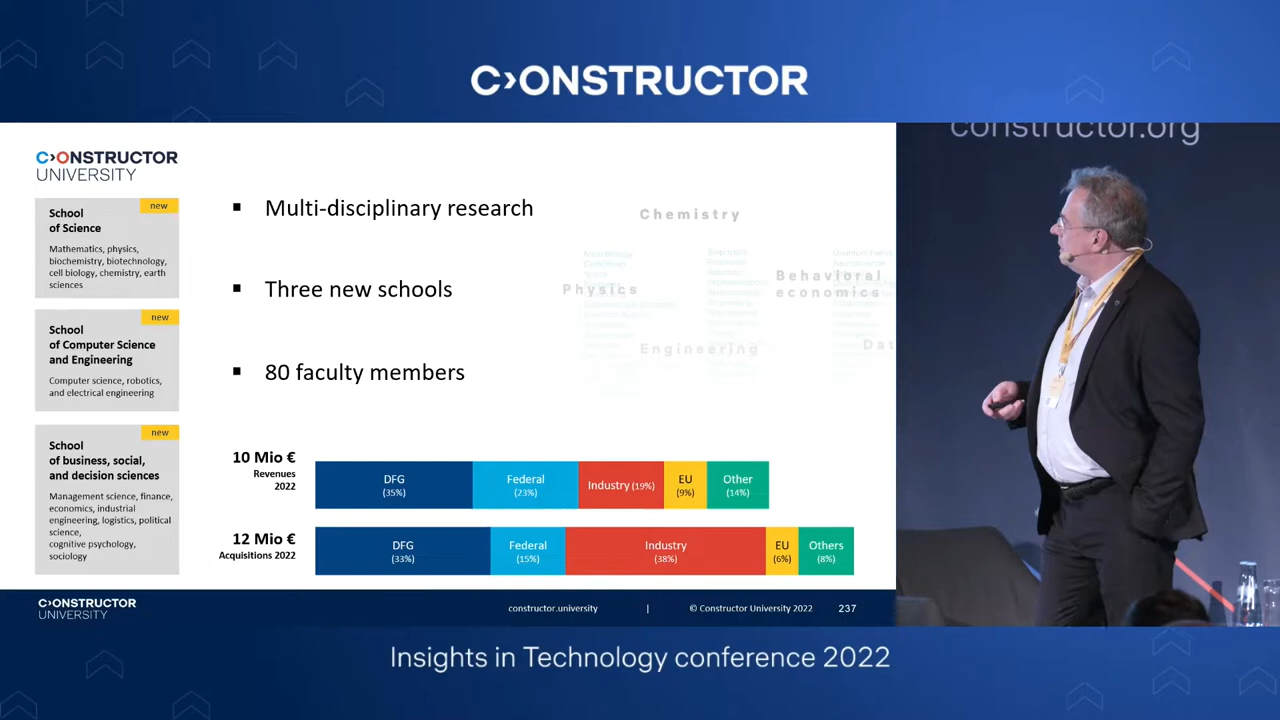 C›ONSTRUCTOR
constructor.org
C›ONSTRUCTOR
UNIVERSITY
new
School
of Science
Mathematics, physics,
biochemistry, biotechnology,
cell biology, chemistry, earth
sciences
new
School
of Computer Science
and Engineering
Computer science, robotics,
and electrical engineering
new
School
of business, social,
and decision sciences
Management science, finance,
economics, industrial
engineering, logistics, political
science,
cognitive psychology,
sociology
▪ Multi-disciplinary research
▪ Three new schools
▪ 80 faculty members
Chemistry
Physics
Behavioral
economics
Engineering
10 Mio €
Revenues
2022
DFG
(35%)
Federal
(23%)
Industry (19%)
EU
(9%)
Other
(14%)
12 Mio €
Acquisitions 2022
DFG
(33%)
Federal
(15%)
Industry
(38%)
EU
(6%)
Others
(8%)
C›ONSTRUCTOR
UNIVERSITY
constructor.university | © Constructor University 2022 237
Insights in Technology conference 2022